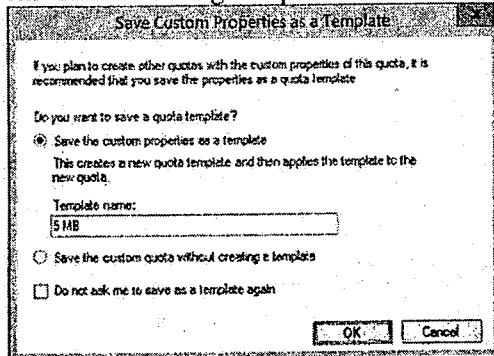 Save Custom Properties as a Template
If you plan to create other quotas with the custom properties of this quota, it is
recommended that you save the properties as a quota template
Do you want to save a quota template?
Save the custom properties as a template
This creates a new quota template and then applies the template to the
new quota.
Template name:
5 MB
Save the custom quota without creating a template
Do not ask me to save as a template again
OK Cancel